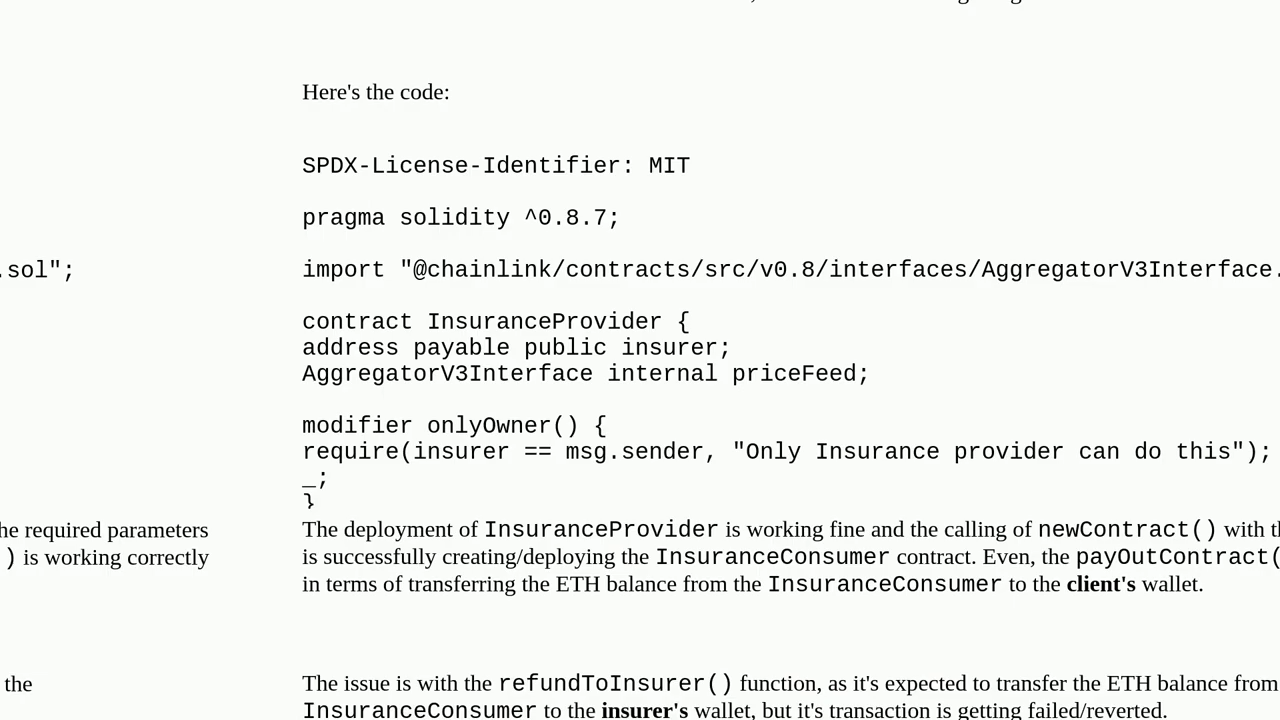 Here's the code:
SPDX-License-Identifier: MIT
pragma solidity ^0.8.7;
.sol";
import "@chainlink/contracts/src/v0.8/interfaces/AggregatorV3Interface.
contract InsuranceProvider {
address payable public insurer;
AggregatorV3Interface internal priceFeed;
modifier onlyOwner() {
require(insurer == msg.sender, "Only Insurance provider can do this");
_;
}
he required parameters
) is working correctly
The deployment of InsuranceProvider is working fine and the calling of newContract() with th
is successfully creating/deploying the InsuranceConsumer contract. Even, the payOutContract(
in terms of transferring the ETH balance from the InsuranceConsumer to the client's wallet.
the
The issue is with the refundToInsurer() function, as it's expected to transfer the ETH balance from
InsuranceConsumer to the insurer's wallet, but it's transaction is getting failed/reverted.